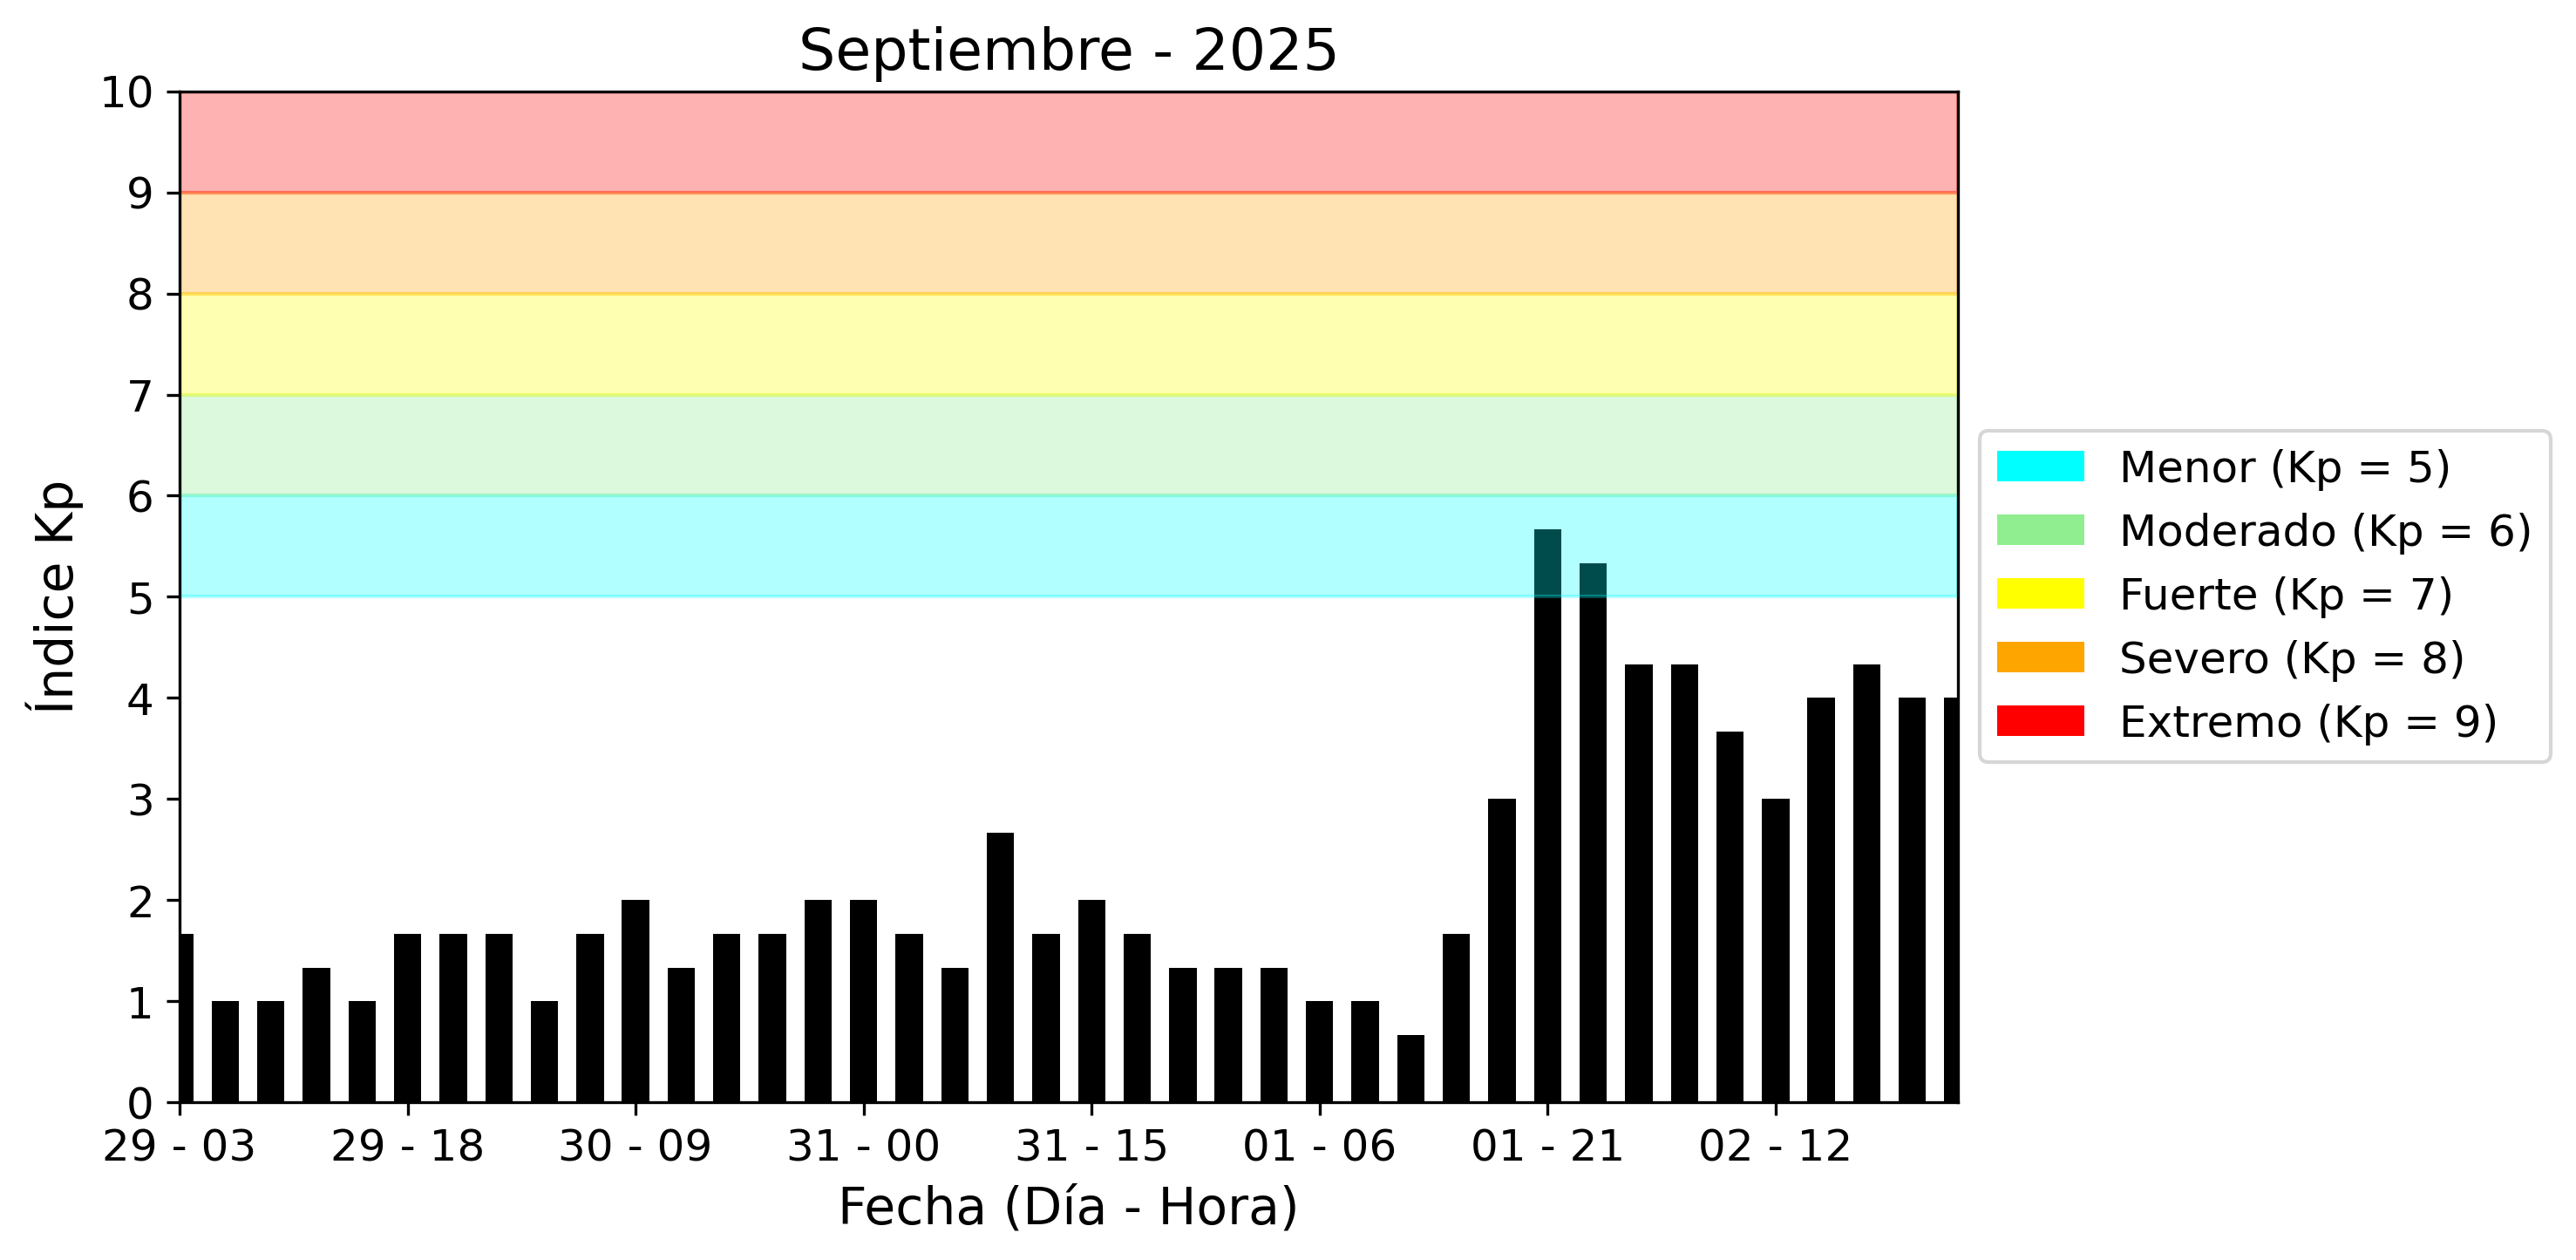 Septiembre - 2025
10
9
8
7
6
5
4
3
2
1
0
Índice Kp
29 - 03
29 - 18
30 - 09
31 - 00
31 - 15
01 - 06
01 - 21
02 - 12
Fecha (Día - Hora)
Menor (Kp = 5)
Moderado (Kp = 6)
Fuerte (Kp = 7)
Severo (Kp = 8)
Extremo (Kp = 9)